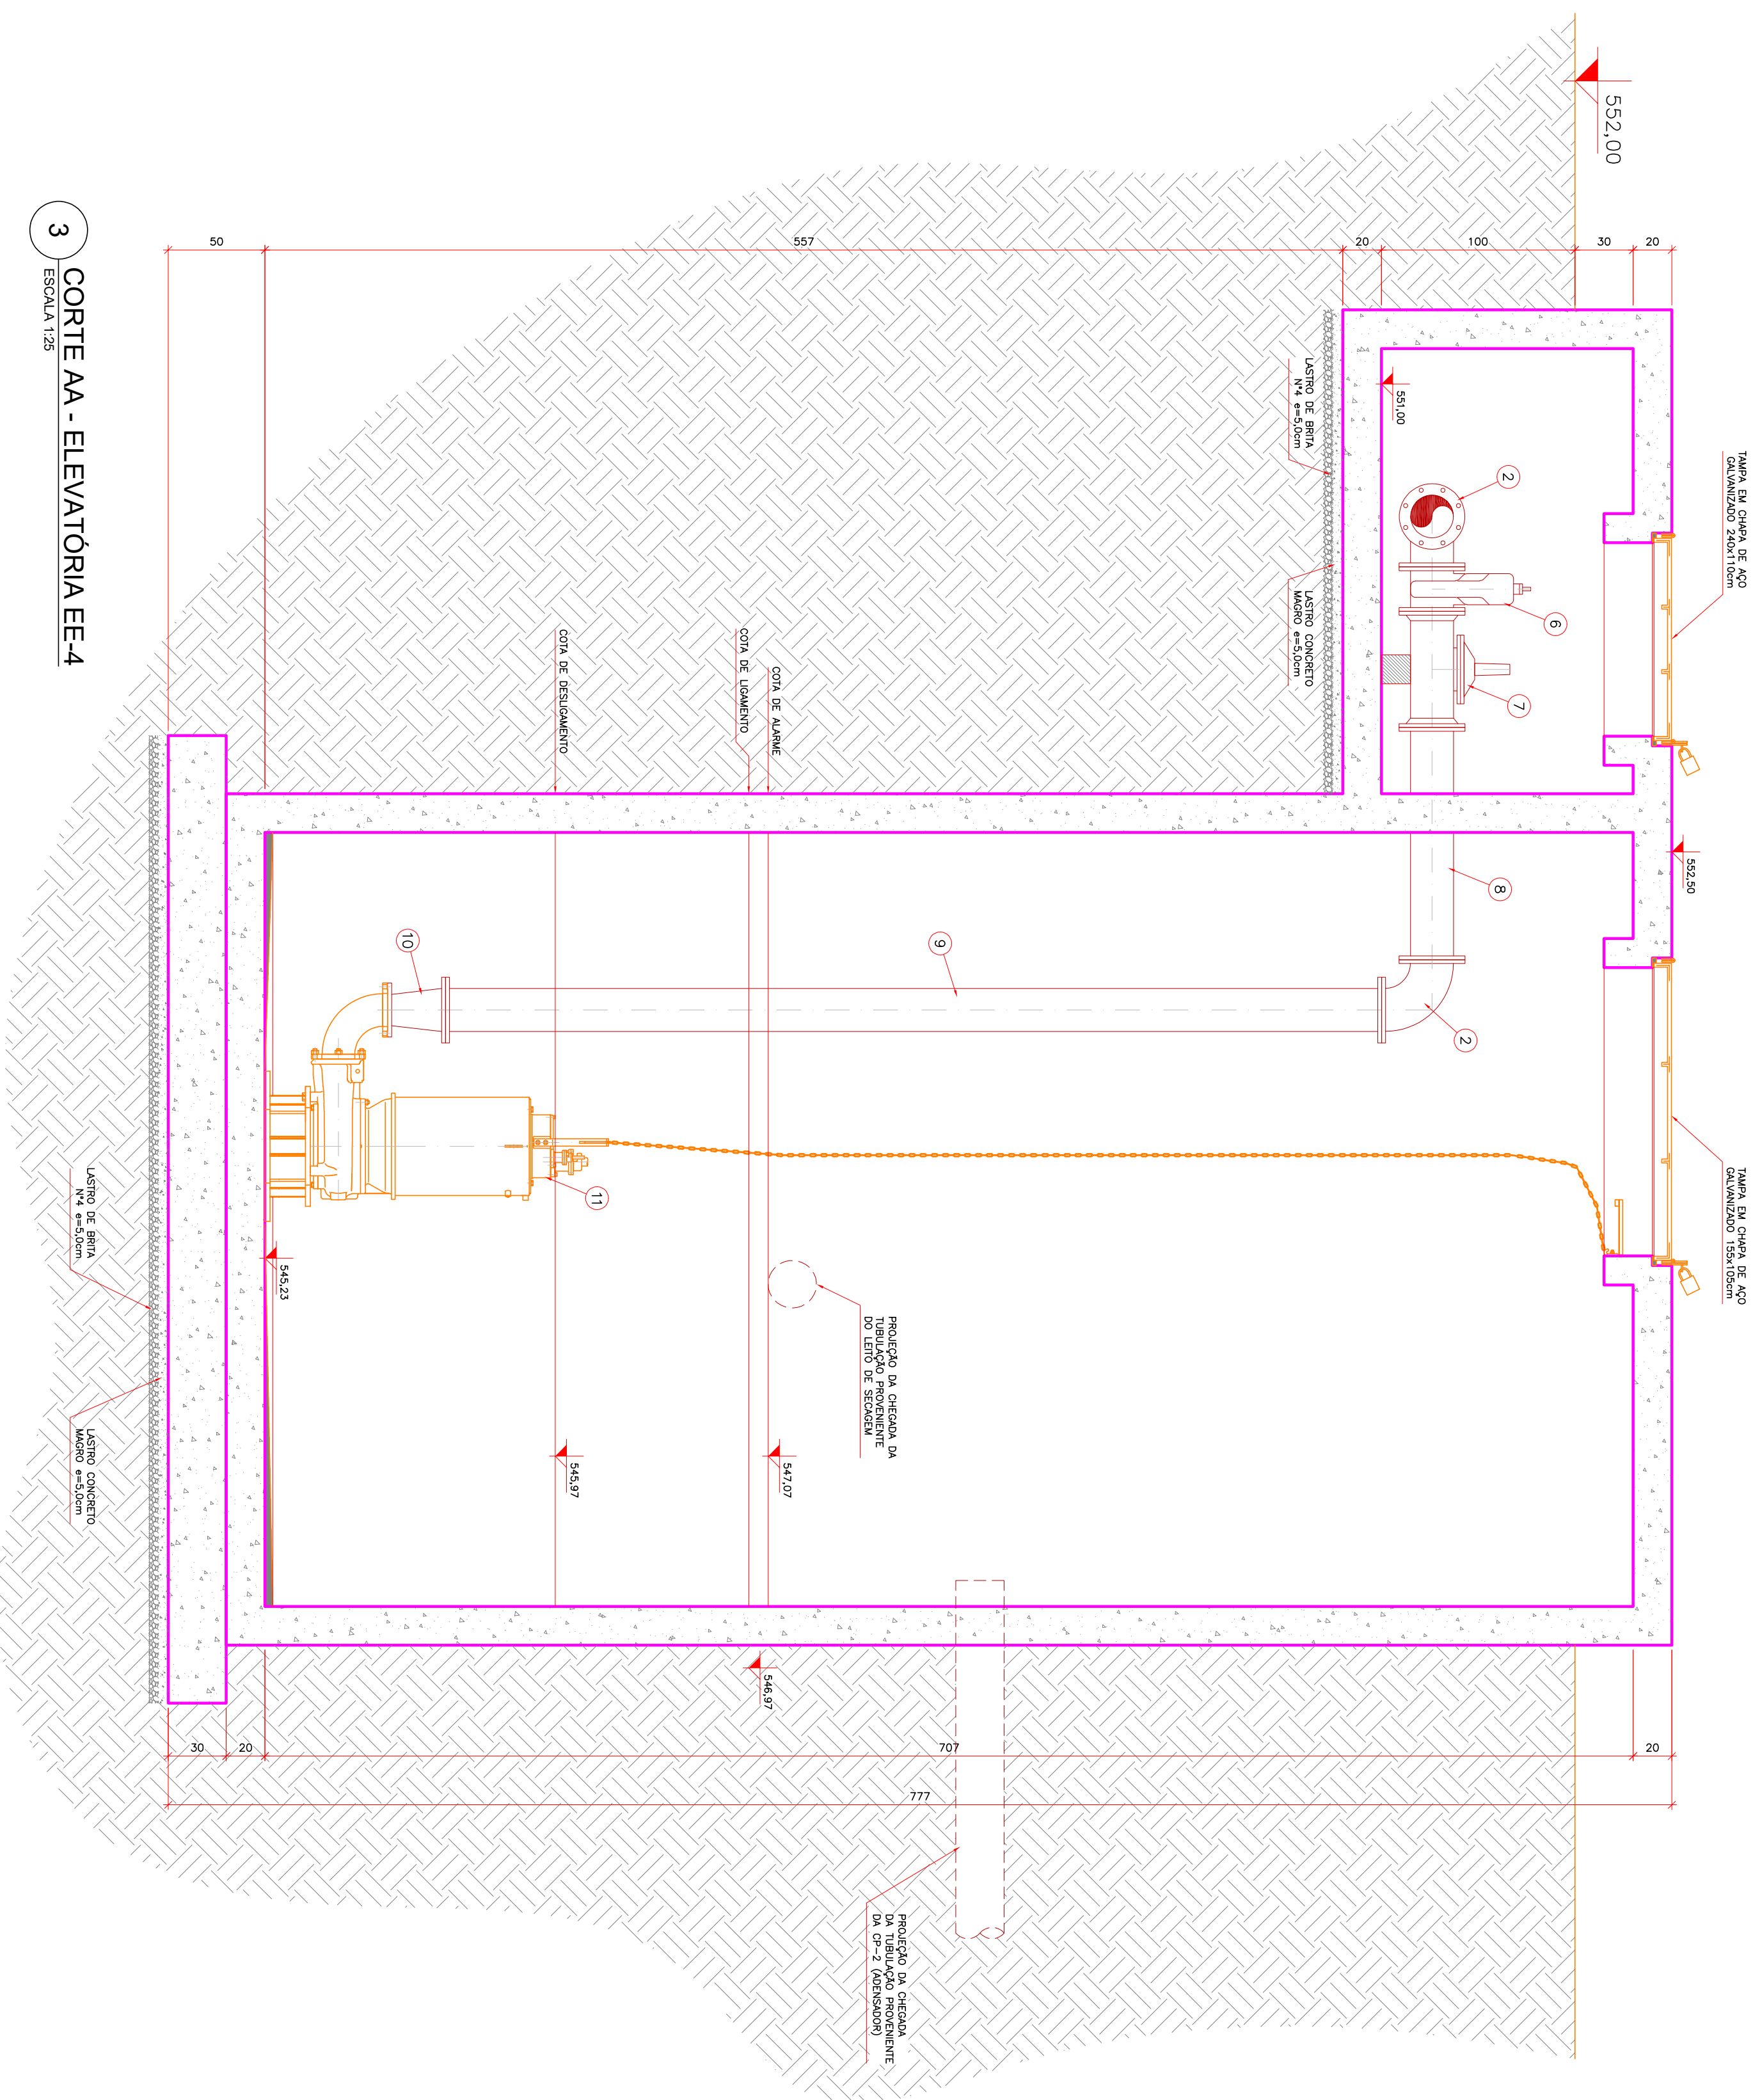 TAMPA EM CHAPA DE AÇO
GALVANIZADO 240x110cm
TAMPA EM CHAPA DE AÇO
GALVANIZADO 155x105cm
552,00
552,50
20
30
100
20
557
50
551,00
2
6
7
8
2
9
10
11
LASTRO DE BRITA
N°4 e=5,0cm
LASTRO CONCRETO
MAGRO e=5,0cm
COTA DE ALARME
COTA DE LIGAMENTO
COTA DE DESLIGAMENTO
PROJEÇÃO DA CHEGADA DA
TUBULAÇÃO PROVENIENTE
DO LEITO DE SECAGEM
547,07
546,97
545,97
545,23
20
707
777
20
30
PROJEÇÃO DA CHEGADA
DA TUBULAÇÃO PROVENIENTE
DA CP-2 (ADENSADOR)
LASTRO DE BRITA
N°4 e=5,0cm
LASTRO CONCRETO
MAGRO e=5,0cm
3
CORTE AA - ELEVATÓRIA EE-4
ESCALA 1:25